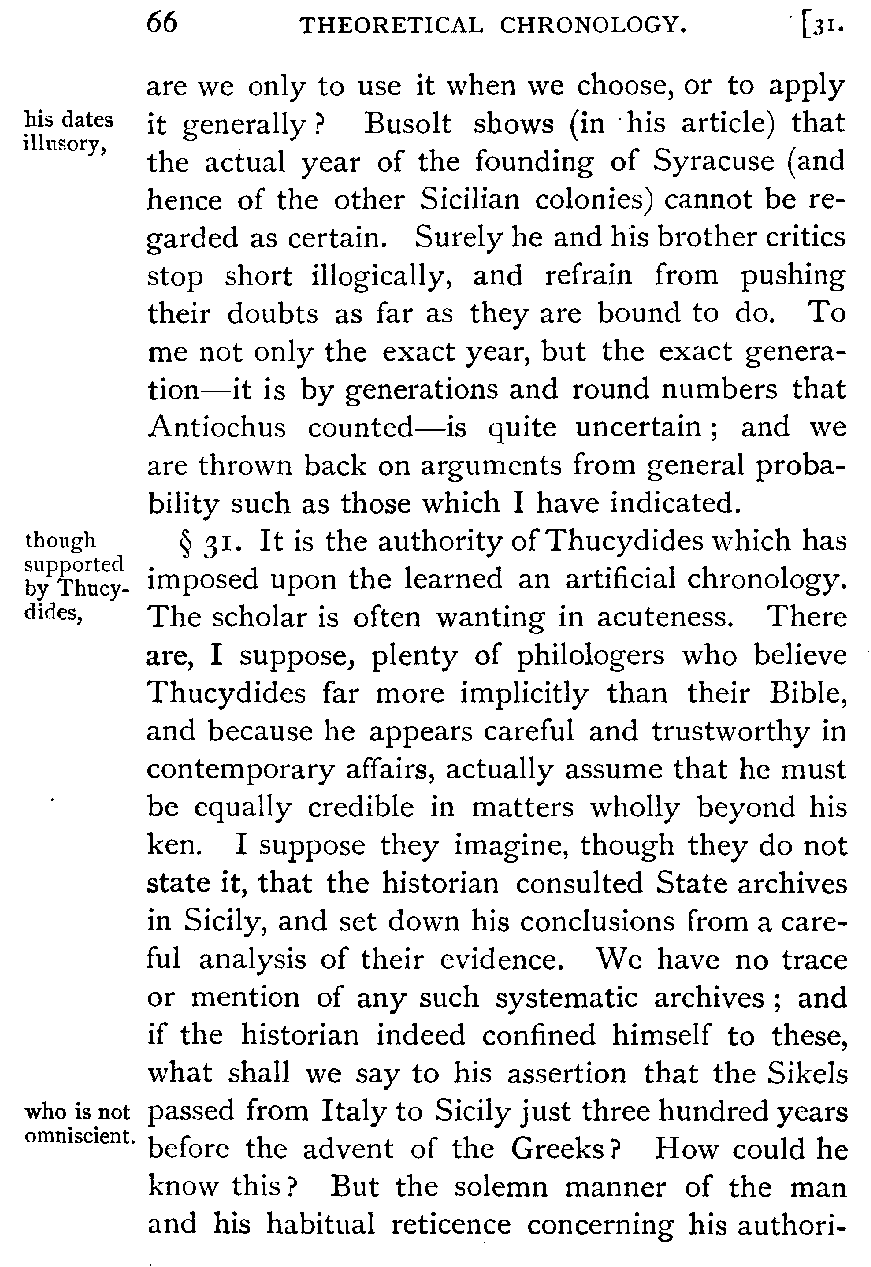 66 THEORETICAL CHRONOLOGY. [31.
are we only to use it when we choose, or to apply
his dates
illusory,
it generally? Busolt shows (in his article) that
the actual year of the founding of Syracuse (and
hence of the other Sicilian colonies) cannot be re-
garded as certain. Surely he and his brother critics
stop short illogically, and refrain from pushing
their doubts as far as they are bound to do. To
me not only the exact year, but the exact genera-
tion—it is by generations and round numbers that
Antiochus counted—is quite uncertain; and we
are thrown back on arguments from general proba-
bility such as those which I have indicated.
though
supported
by Thucy-
dides,
§ 31. It is the authority of Thucydides which has
imposed upon the learned an artificial chronology.
The scholar is often wanting in acuteness. There
are, I suppose, plenty of philologers who believe
Thucydides far more implicitly than their Bible,
and because he appears careful and trustworthy in
contemporary affairs, actually assume that he must
be equally credible in matters wholly beyond his
ken. I suppose they imagine, though they do not
state it, that the historian consulted State archives
in Sicily, and set down his conclusions from a care-
ful analysis of their evidence. We have no trace
or mention of any such systematic archives; and
if the historian indeed confined himself to these,
what shall we say to his assertion that the Sikels
who is not
omniscient.
passed from Italy to Sicily just three hundred years
before the advent of the Greeks? How could he
know this? But the solemn manner of the man
and his habitual reticence concerning his authori-